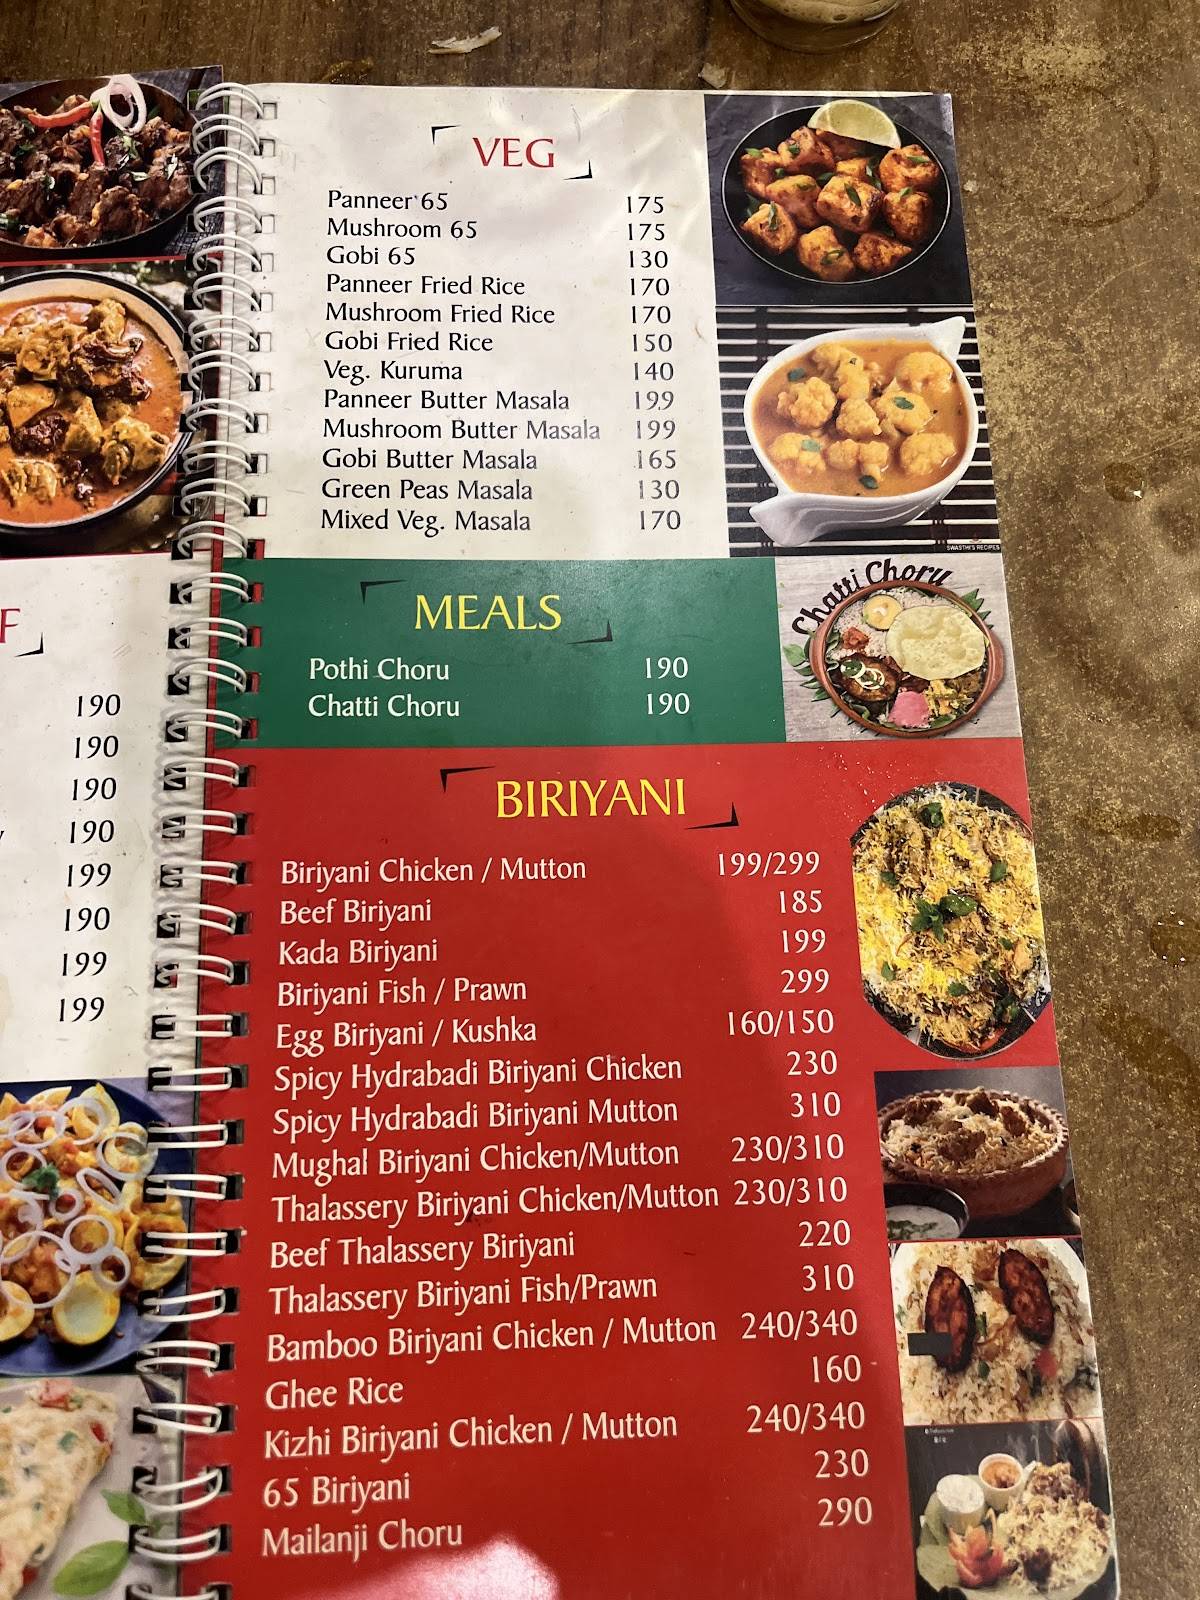 VEG
Panneer 65 175
Mushroom 65 175
Gobi 65 130
Panneer Fried Rice 170
Mushroom Fried Rice 170
Gobi Fried Rice 150
Veg. Kuruma 140
Panneer Butter Masala 199
Mushroom Butter Masala 199
Gobi Butter Masala 165
Green Peas Masala 130
Mixed Veg. Masala 170
SWASTHI'S RECIPES
MEALS
Pothi Choru 190
Chatti Choru 190
Chatti Choru
BIRIYANI
Biriyani Chicken / Mutton 199/299
Beef Biriyani 185
Kada Biriyani 199
Biriyani Fish / Prawn 299
Egg Biriyani / Kushka 160/150
Spicy Hydrabadi Biriyani Chicken 230
Spicy Hydrabadi Biriyani Mutton 310
Mughal Biriyani Chicken/Mutton 230/310
Thalassery Biriyani Chicken/Mutton 230/310
Beef Thalassery Biriyani 220
Thalassery Biriyani Fish/Prawn 310
Bamboo Biriyani Chicken / Mutton 240/340
Ghee Rice 160
Kizhi Biriyani Chicken / Mutton 240/340
65 Biriyani 230
Mailanji Choru 290
F
190
190
190
190
199
190
199
199